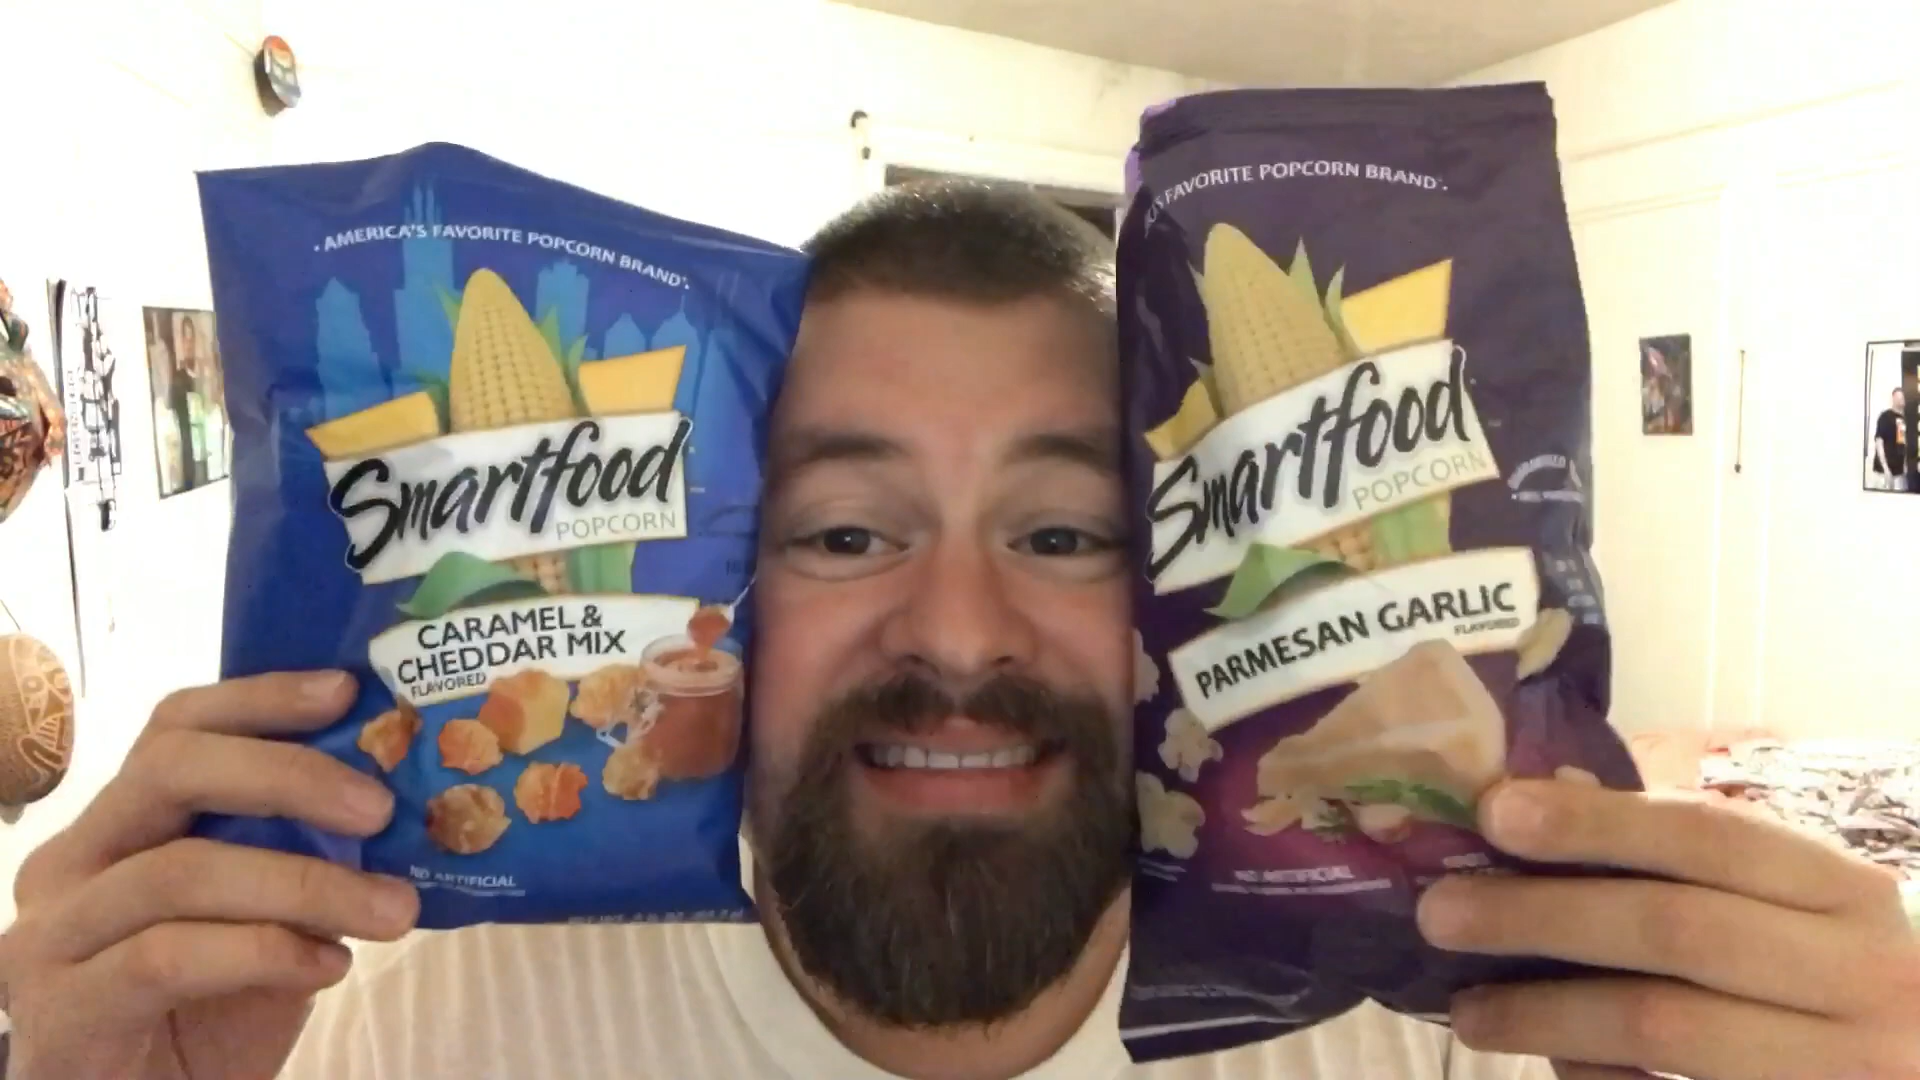 AMERICA'S FAVORITE POPCORN BRAND
Smartfood
POPCORN
CARAMEL &
CHEDDAR MIX
FLAVORED
NO ARTIFICIAL
FAVORITE POPCORN BRAND
Smartfood
POPCORN
PARMESAN GARLIC
FLAVORED
NO ARTIFICIAL